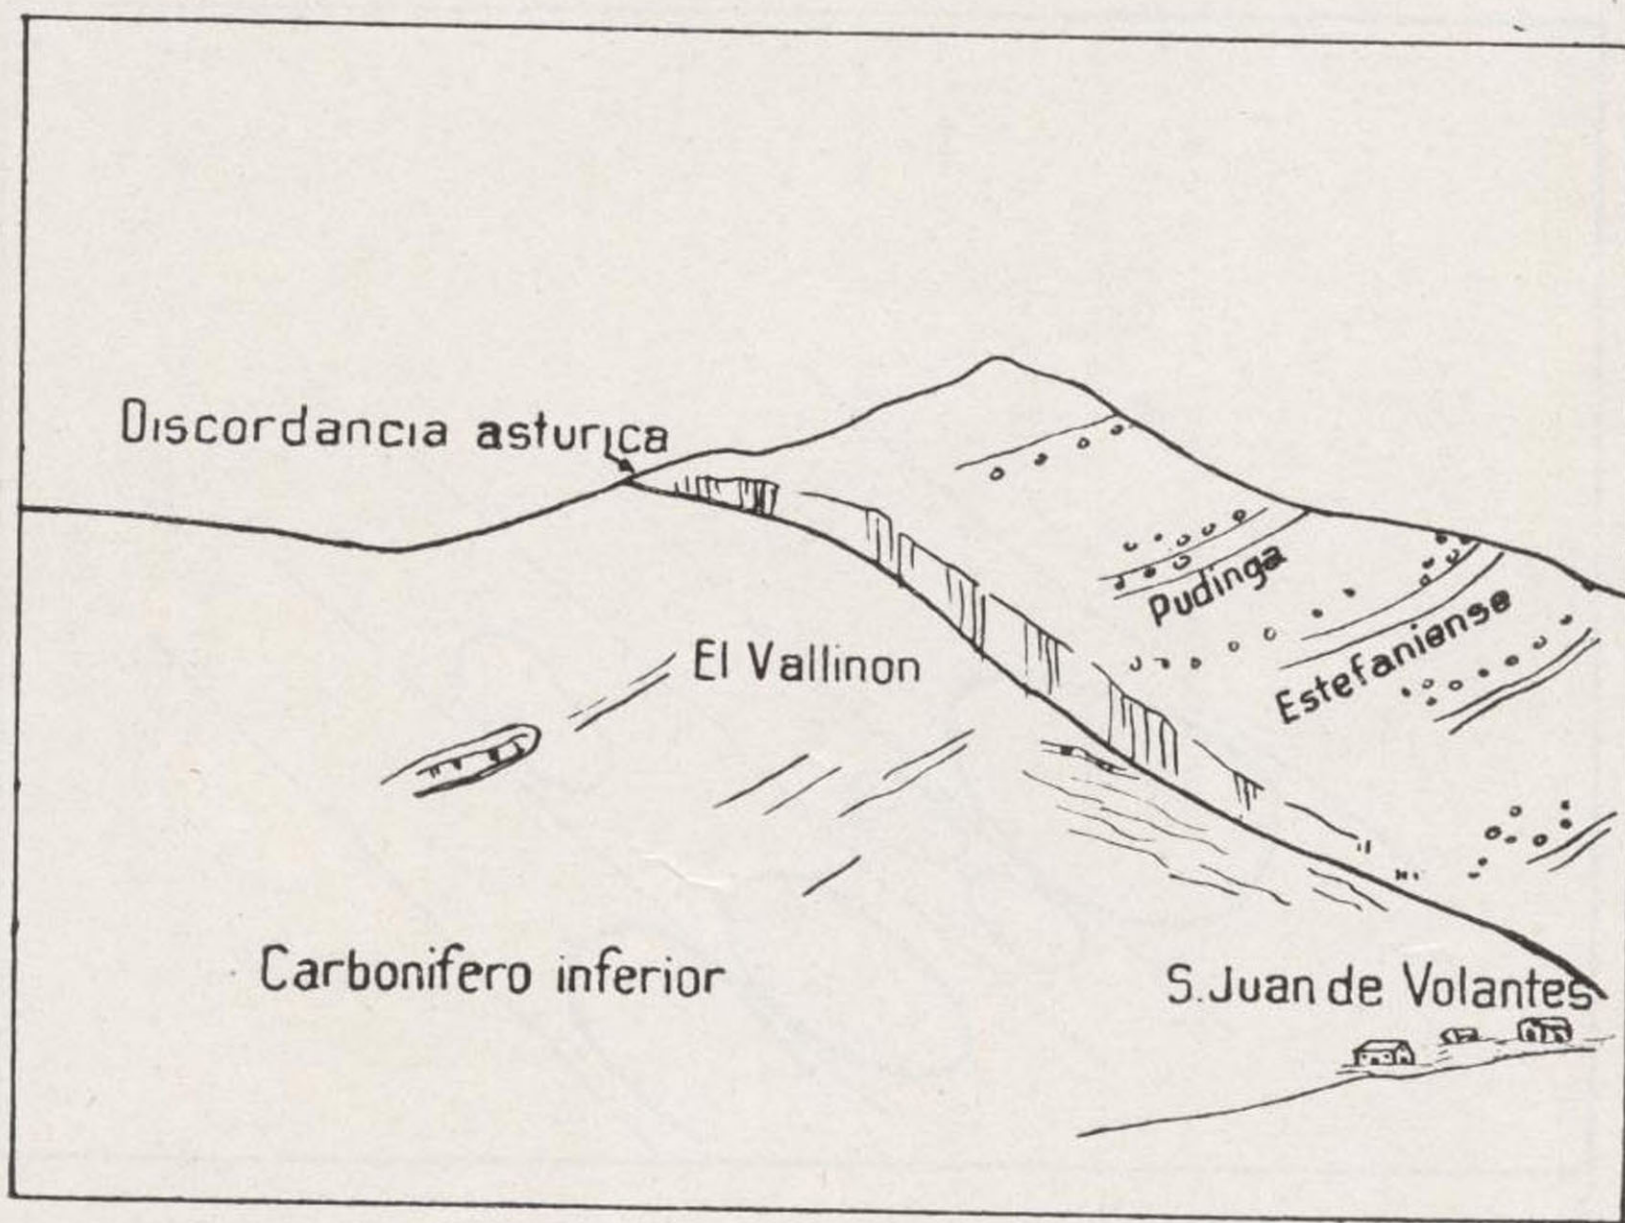 Discordancia asturica
Pudinga
Estefaniense
El Vallinon
Carbonifero inferior
S. Juan de Volantes